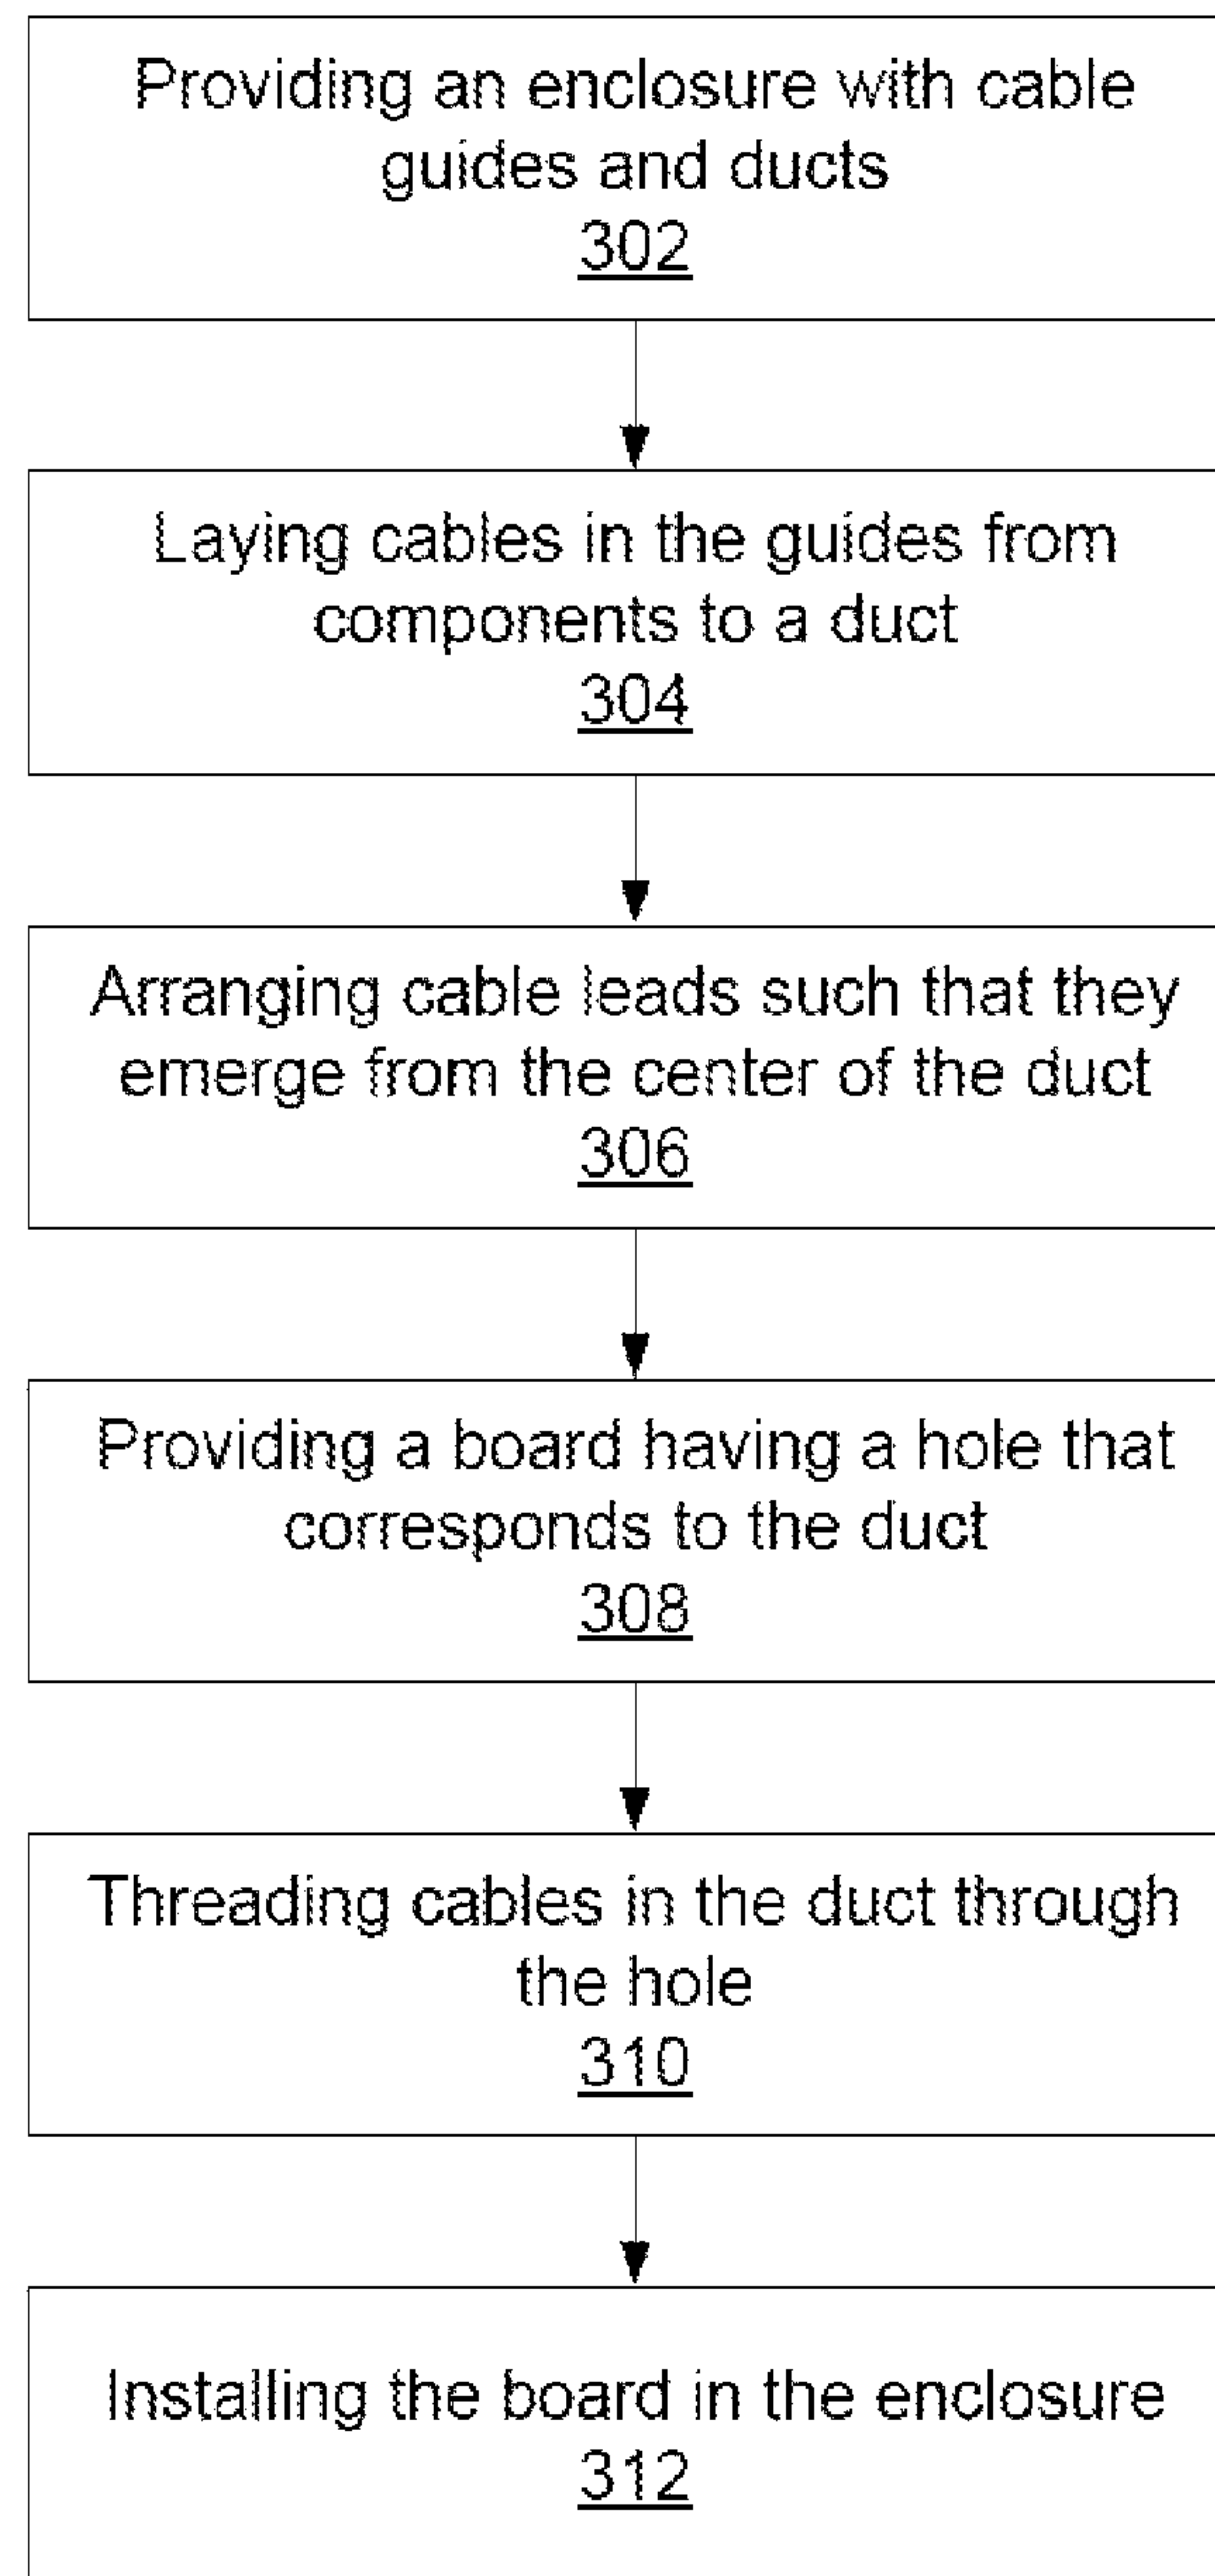 Providing an enclosure with cable
guides and ducts
302
Laying cables in the guides from
components to a duct
304
Arranging cable leads such that they
emerge from the center of the duct
306
Providing a board having a hole that
corresponds to the duct
308
Threading cables in the duct through
the hole
310
Installing the board in the enclosure
312